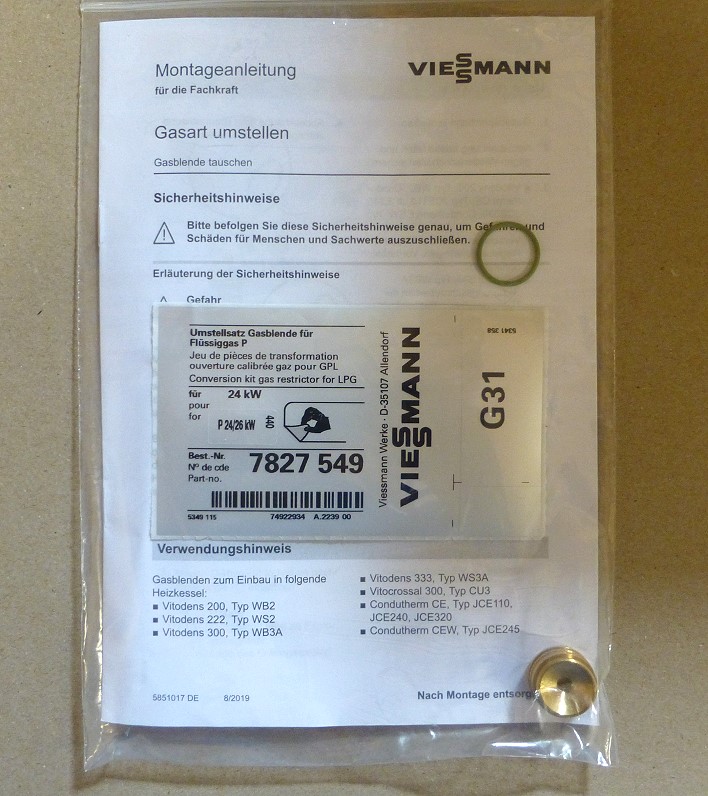 Montageanleitung
für die Fachkraft
VIESSMANN
Gasart umstellen
Gasblende tauschen
Sicherheitshinweise
Bitte befolgen Sie diese Sicherheitshinweise genau, um Gefahren und
Schäden für Menschen und Sachwerte auszuschließen.
Erläuterung der Sicherheitshinweise
Gefahr
Umstellsatz Gasblende für
Flüssiggas P
Jeu de pièces de transformation
ouverture calibrée gaz pour GPL
Conversion kit gas restrictor for LPG
für 24 kW
pour
for
P 24/26 kW
440
Best.-Nr.
Nº de cde
Part-no.
7827 549
5349 115 74922934 A.2239 00
Viessmann Werke · D-35107 Allendorf
VIESSMANN
G31
5341 358
Verwendungshinweis
Gasblenden zum Einbau in folgende
Heizkessel:
■ Vitodens 200, Typ WB2
■ Vitodens 222, Typ WS2
■ Vitodens 300, Typ WB3A
■ Vitodens 333, Typ WS3A
■ Vitocrossal 300, Typ CU3
■ Condutherm CE, Typ JCE110,
JCE240, JCE320
■ Condutherm CEW, Typ JCE245
5851017 DE 8/2019
Nach Montage